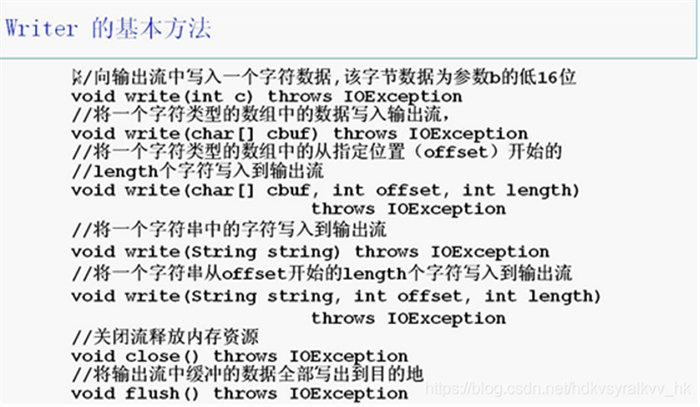 Writer 的基本方法
//向输出流中写入一个字符数据,该字节数据为参数b的低16位
void write(int c) throws IOException
//将一个字符类型的数组中的数据写入输出流,
void write(char[] cbuf) throws IOException
//将一个字符类型的数组中的从指定位置（offset）开始的
//length个字符写入到输出流
void write(char[] cbuf, int offset, int length)
throws IOException
//将一个字符串中的字符写入到输出流
void write(String string) throws IOException
//将一个字符串从offset开始的length个字符写入到输出流
void write(String string, int offset, int length)
throws IOException
//关闭流释放内存资源
void close() throws IOException
//将输出流中缓冲的数据全部写出到目的地
void flush() throws IOException
https://blog.csdn.net/hdkvsyralkvv_hk